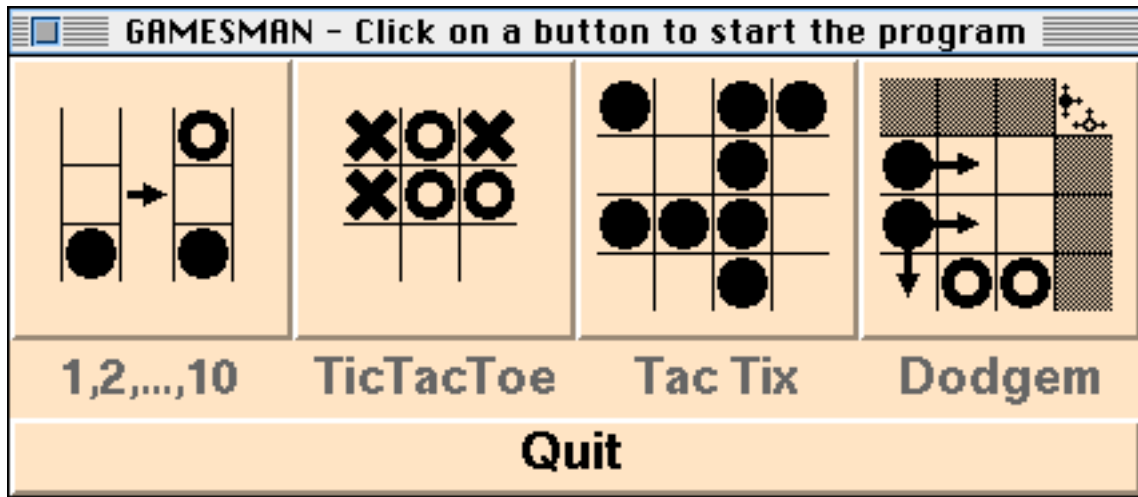 GAMESMAN - Click on a button to start the program
1,2,...,10
TicTacToe
Tac Tix
Dodgem
Quit